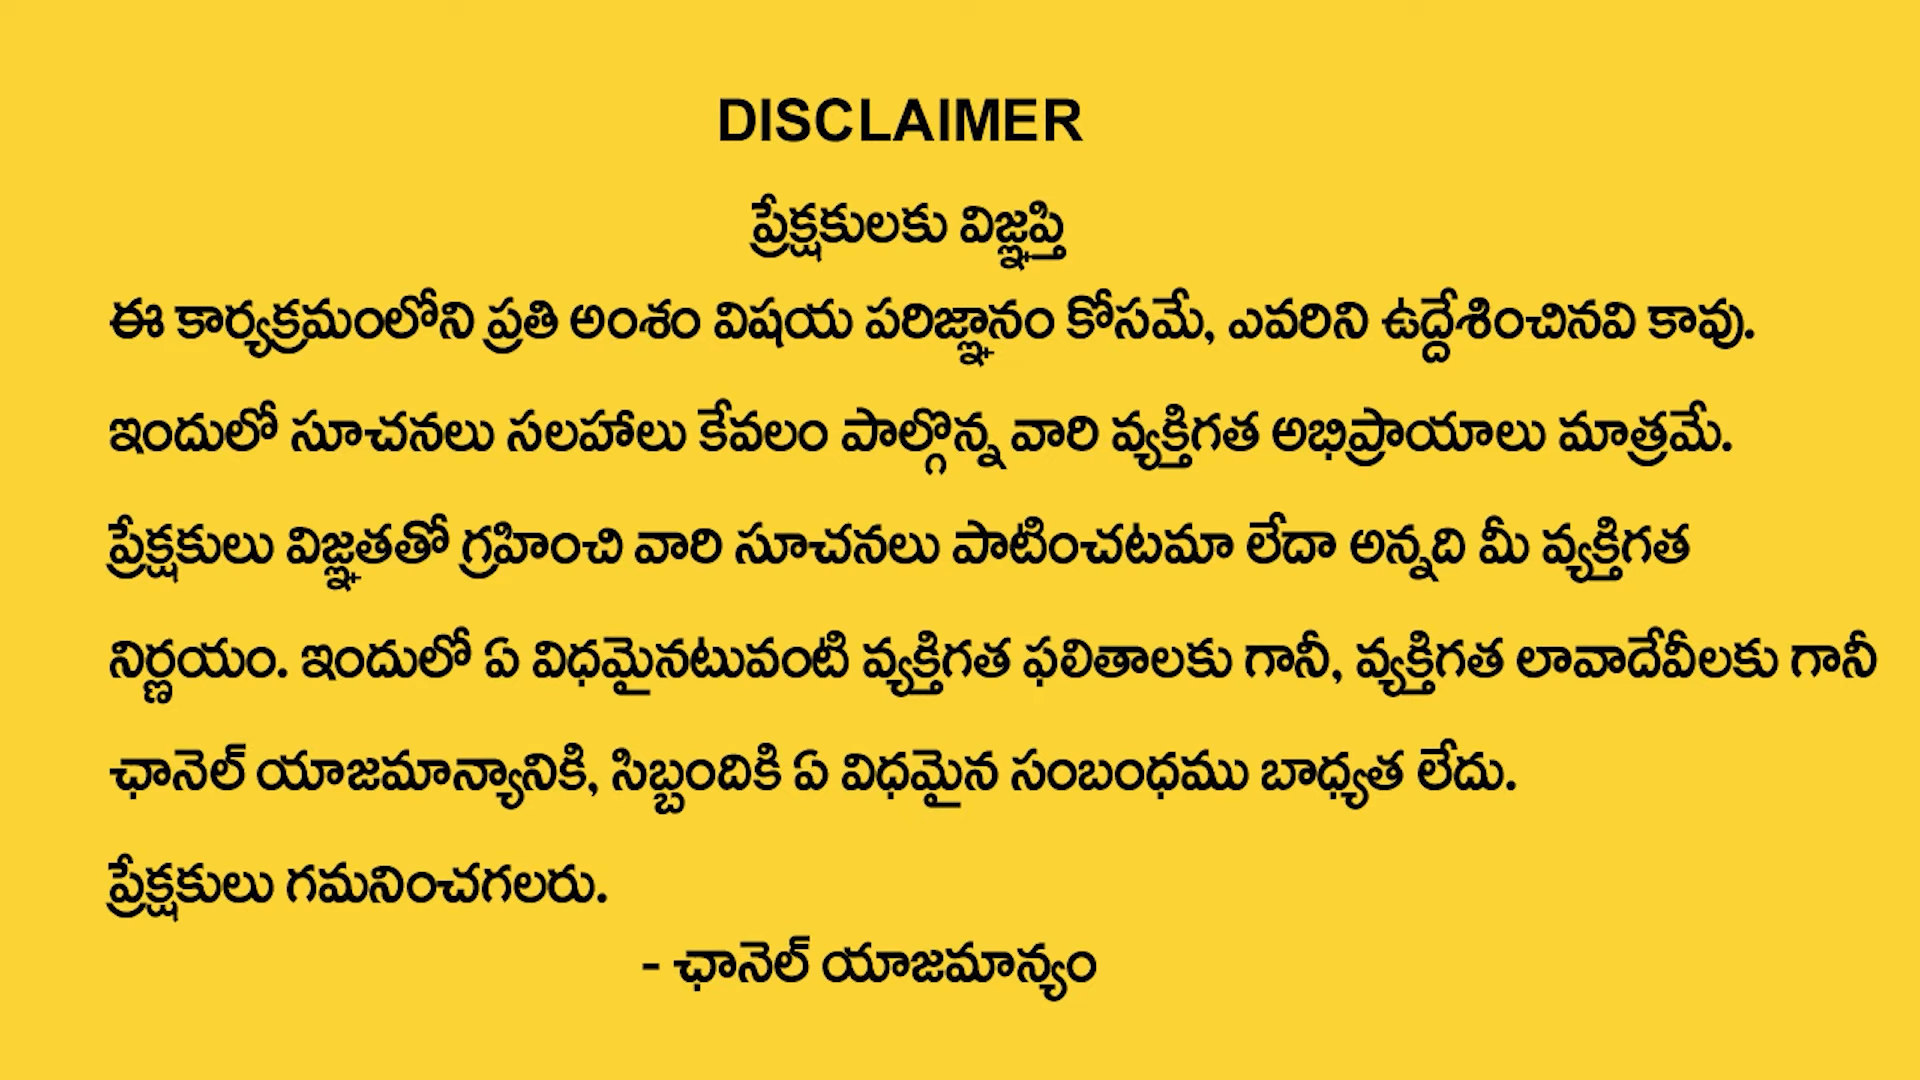 DISCLAIMER
ప్రేక్షకులకు విజ్ఞప్తి
ఈ కార్యక్రమంలోని ప్రతి అంశం విషయ పరిజ్ఞానం కోసమే, ఎవరిని ఉద్దేశించినవి కావు.
ఇందులో సూచనలు సలహాలు కేవలం పాల్గొన్న వారి వ్యక్తిగత అభిప్రాయాలు మాత్రమే.
ప్రేక్షకులు విజ్ఞతతో గ్రహించి వారి సూచనలు పాటించటమా లేదా అన్నది మీ వ్యక్తిగత
నిర్ణయం. ఇందులో ఏ విధమైనటువంటి వ్యక్తిగత ఫలితాలకు గానీ, వ్యక్తిగత లావాదేవీలకు గానీ
ఛానెల్ యాజమాన్యానికి, సిబ్బందికి ఏ విధమైన సంబంధము బాధ్యత లేదు.
ప్రేక్షకులు గమనించగలరు.
- ఛానెల్ యాజమాన్యం